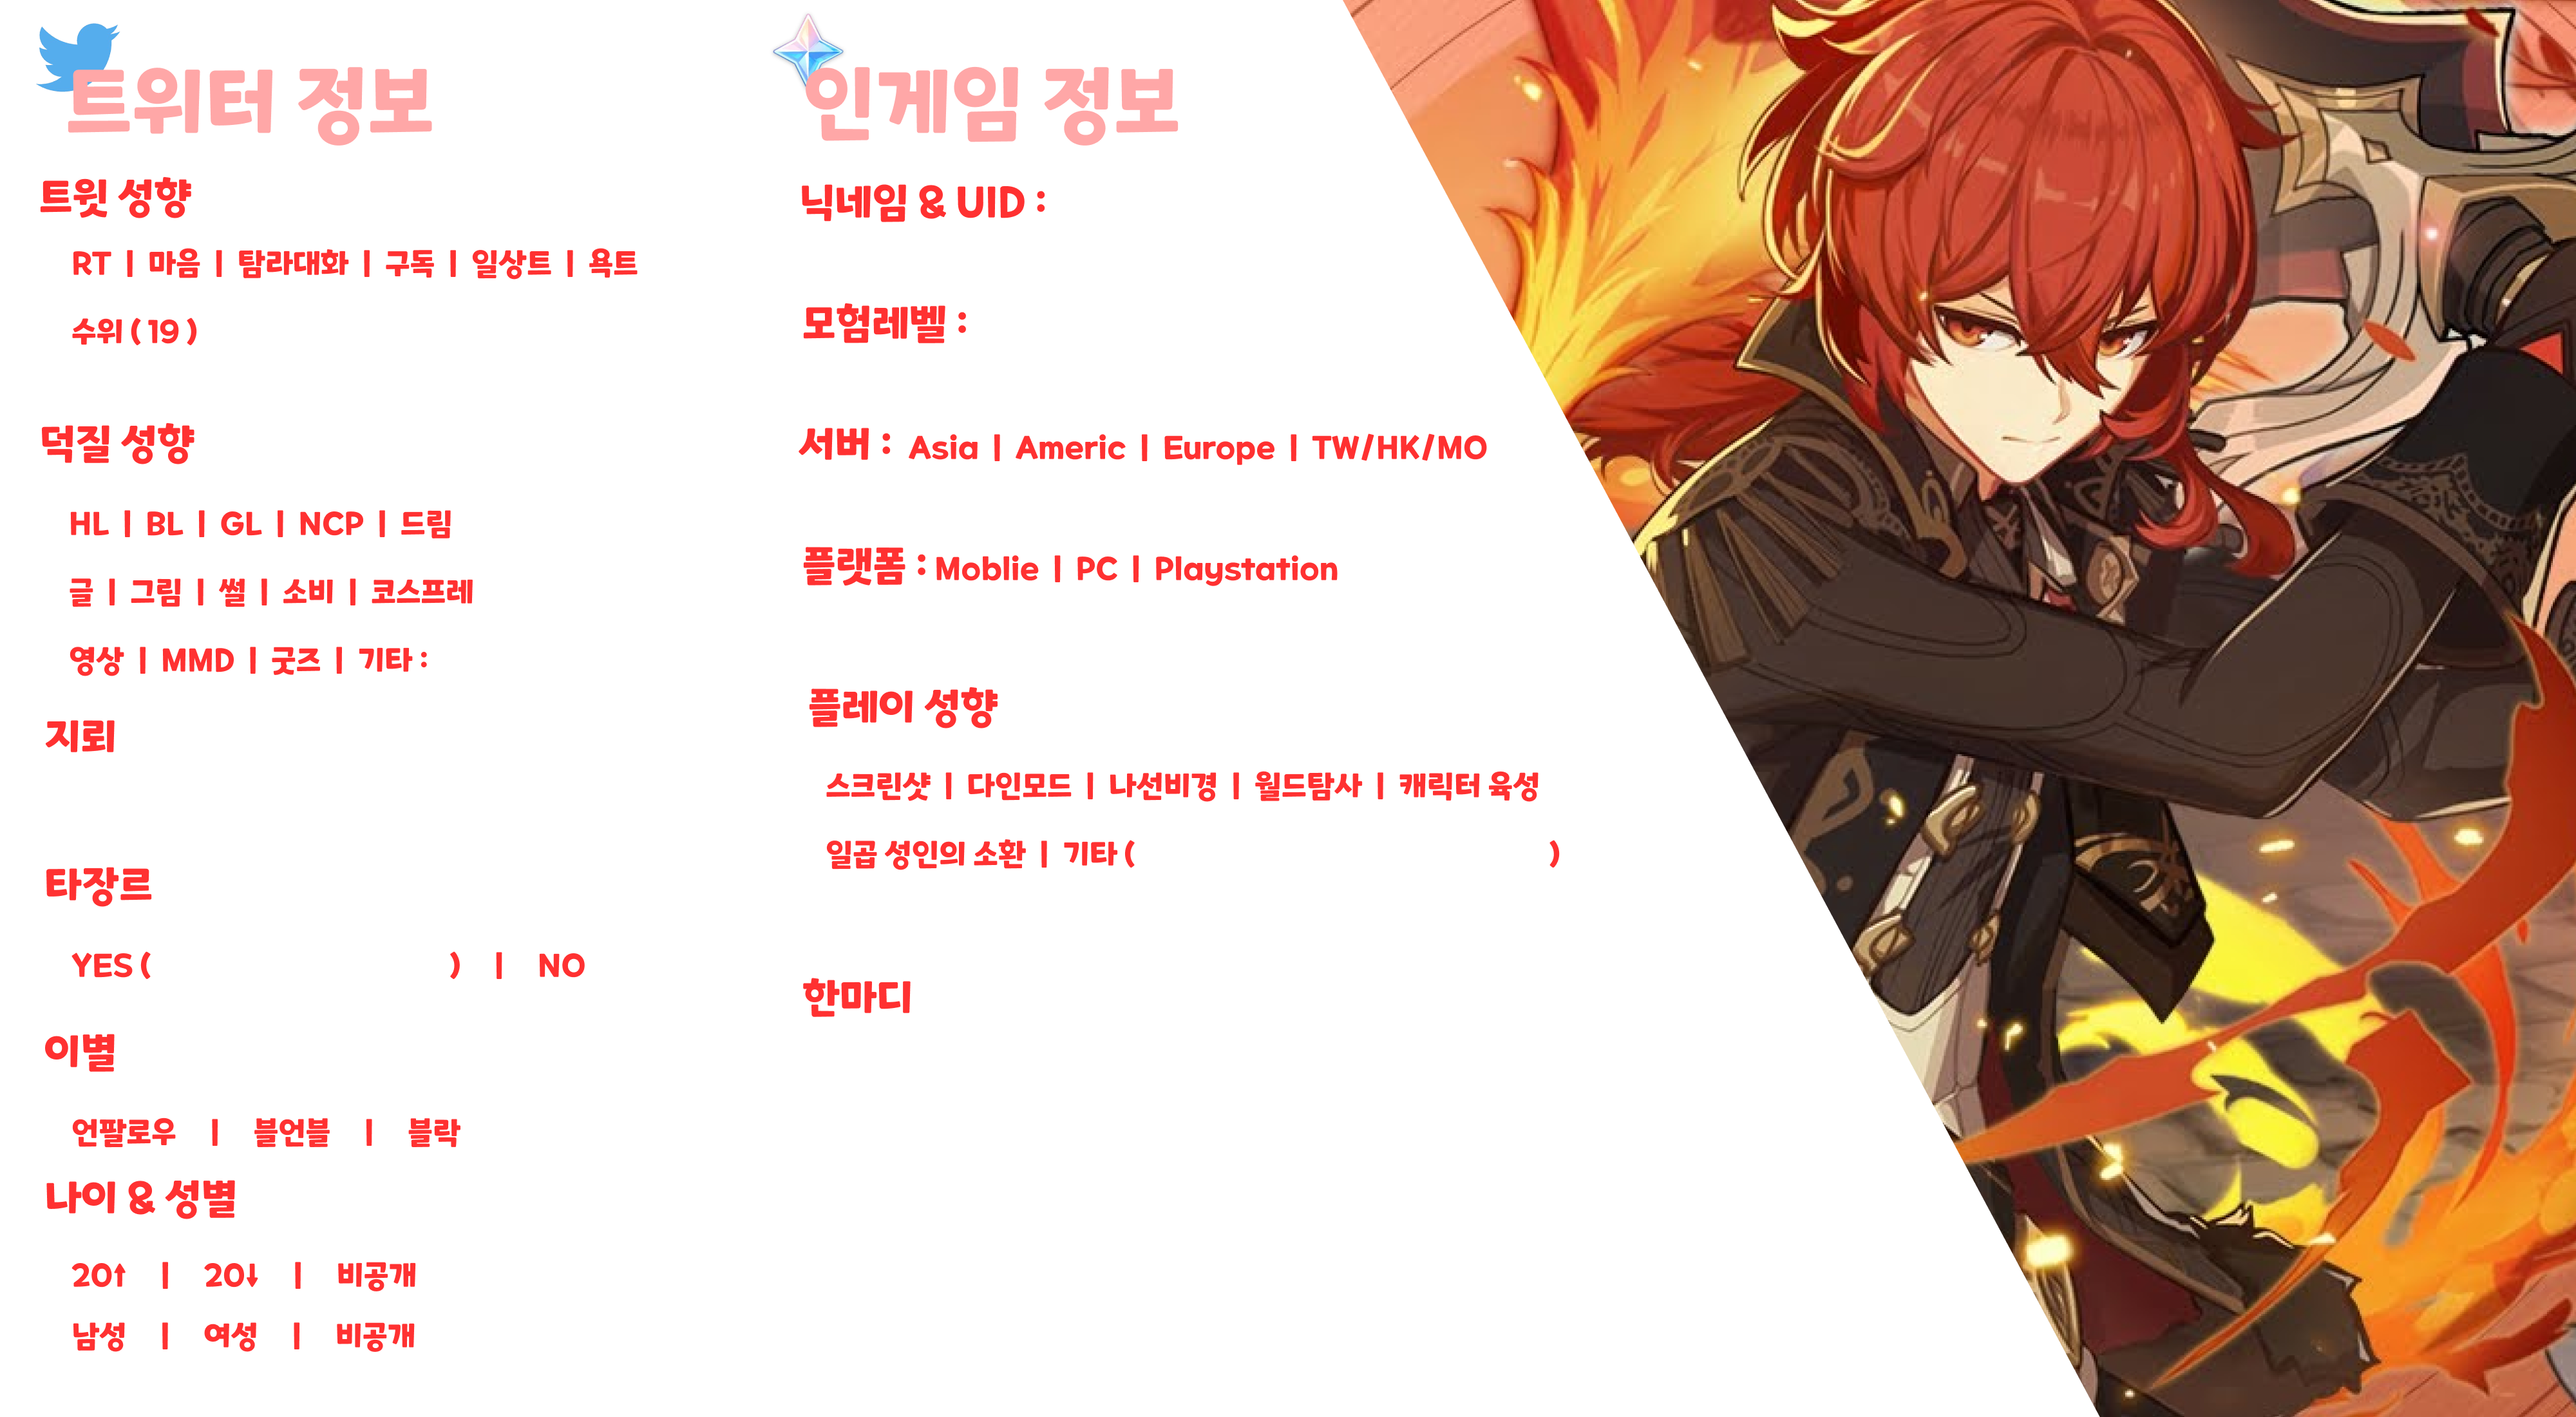 트위터 정보
트윗 성향
RT | 마음 | 탐라대화 | 구독 | 일상트 | 욕트
수위 ( 19 )
덕질 성향
HL | BL | GL | NCP | 드림
글 | 그림 | 썰 | 소비 | 코스프레
영상 | MMD | 굿즈 | 기타 :
지뢰
타장르
YES ( ) | NO
이별
언팔로우 | 블언블 | 블락
나이 & 성별
20↑ | 20↓ | 비공개
남성 | 여성 | 비공개
인게임 정보
닉네임 & UID :
모험레벨 :
서버 : Asia | Americ | Europe | TW/HK/MO
플랫폼 : Moblie | PC | Playstation
플레이 성향
스크린샷 | 다인모드 | 나선비경 | 월드탐사 | 캐릭터 육성
일곱 성인의 소환 | 기타 ( )
한마디